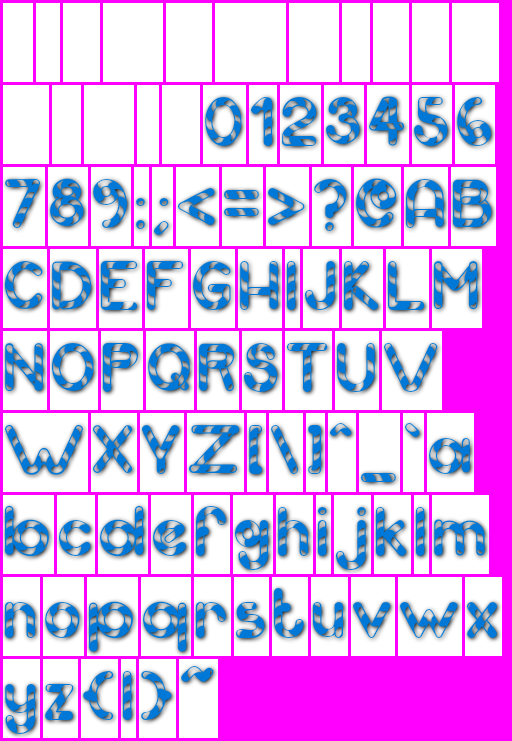 0123456
789:;<=>?@AB
CDEFGHIJKLM
NOPQRSTUV
WXYZ[\]^_`a
bcdefghijklm
nopqrstuvwx
yz{|}~